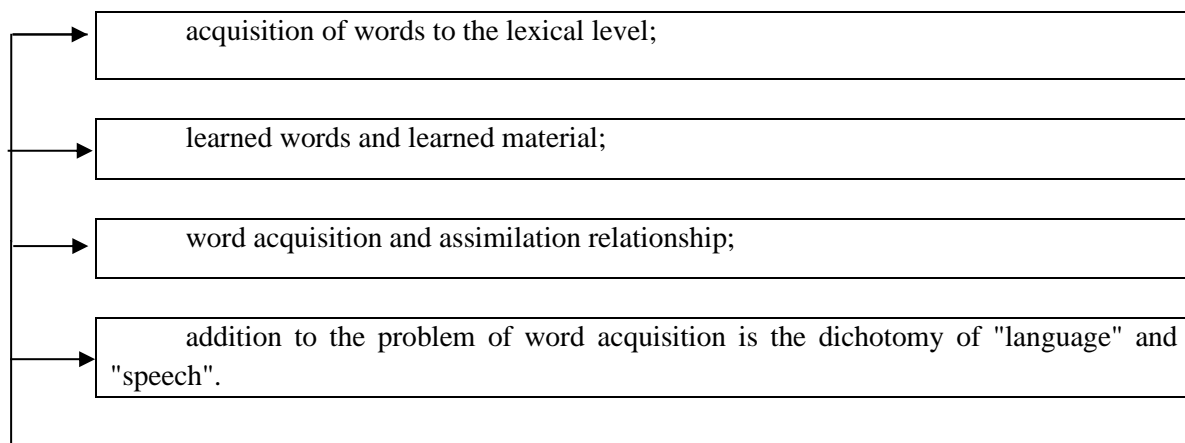 acquisition of words to the lexical level;
learned words and learned material;
word acquisition and assimilation relationship;
addition to the problem of word acquisition is the dichotomy of "language" and
"speech".